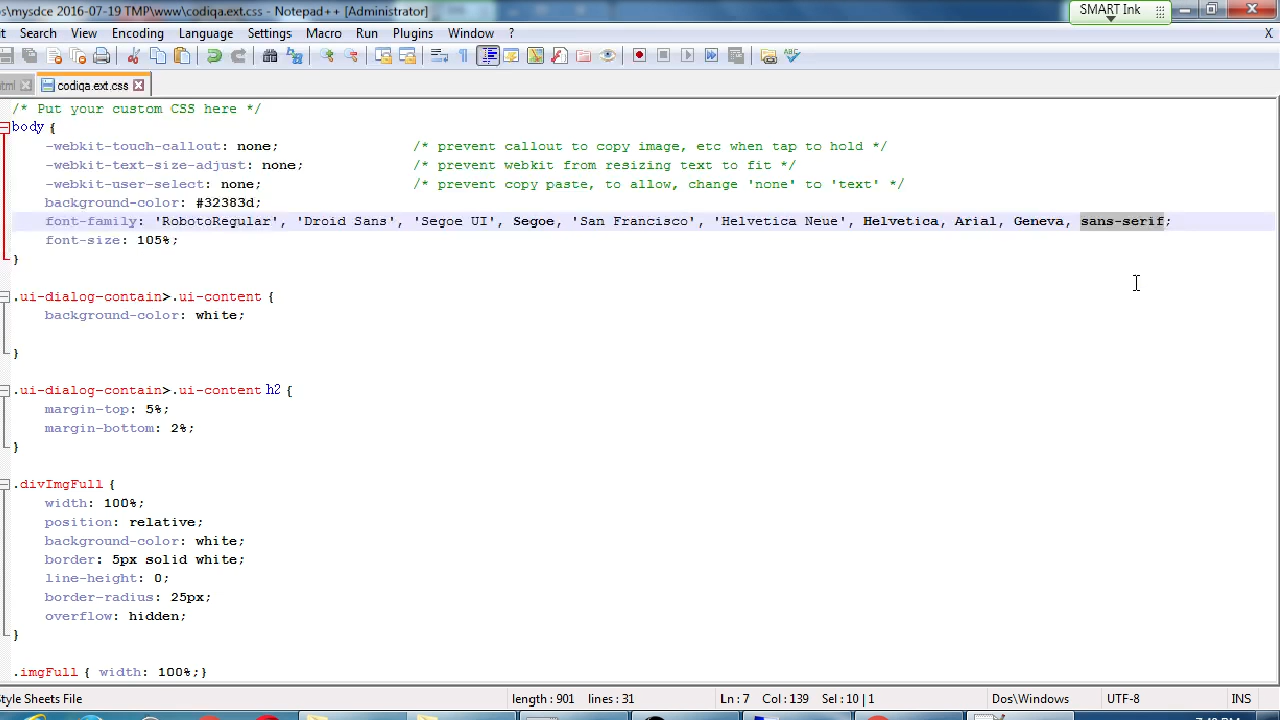 s\mysdce 2016-07-19 TMP\www\codiqa.ext.css - Notepad++ [Administrator]
SMART Ink
Search View Encoding Language Settings Macro Run Plugins Window ?
X
codiqa.ext.css
/* Put your custom CSS here */
body {
-webkit-touch-callout: none; /* prevent callout to copy image, etc when tap to hold */
-webkit-text-size-adjust: none; /* prevent webkit from resizing text to fit */
-webkit-user-select: none; /* prevent copy paste, to allow, change 'none' to 'text' */
background-color: #32383d;
font-family: 'RobotoRegular', 'Droid Sans', 'Segoe UI', Segoe, 'San Francisco', 'Helvetica Neue', Helvetica, Arial, Geneva, sans-serif;
font-size: 105%;
}
.ui-dialog-contain>.ui-content {
background-color: white;
}
.ui-dialog-contain>.ui-content h2 {
margin-top: 5%;
margin-bottom: 2%;
}
.divImgFull {
width: 100%;
position: relative;
background-color: white;
border: 5px solid white;
line-height: 0;
border-radius: 25px;
overflow: hidden;
}
.imgFull { width: 100%;}
Style Sheets File length : 901 lines : 31 Ln : 7 Col : 139 Sel : 10 | 1 Dos\Windows UTF-8 INS